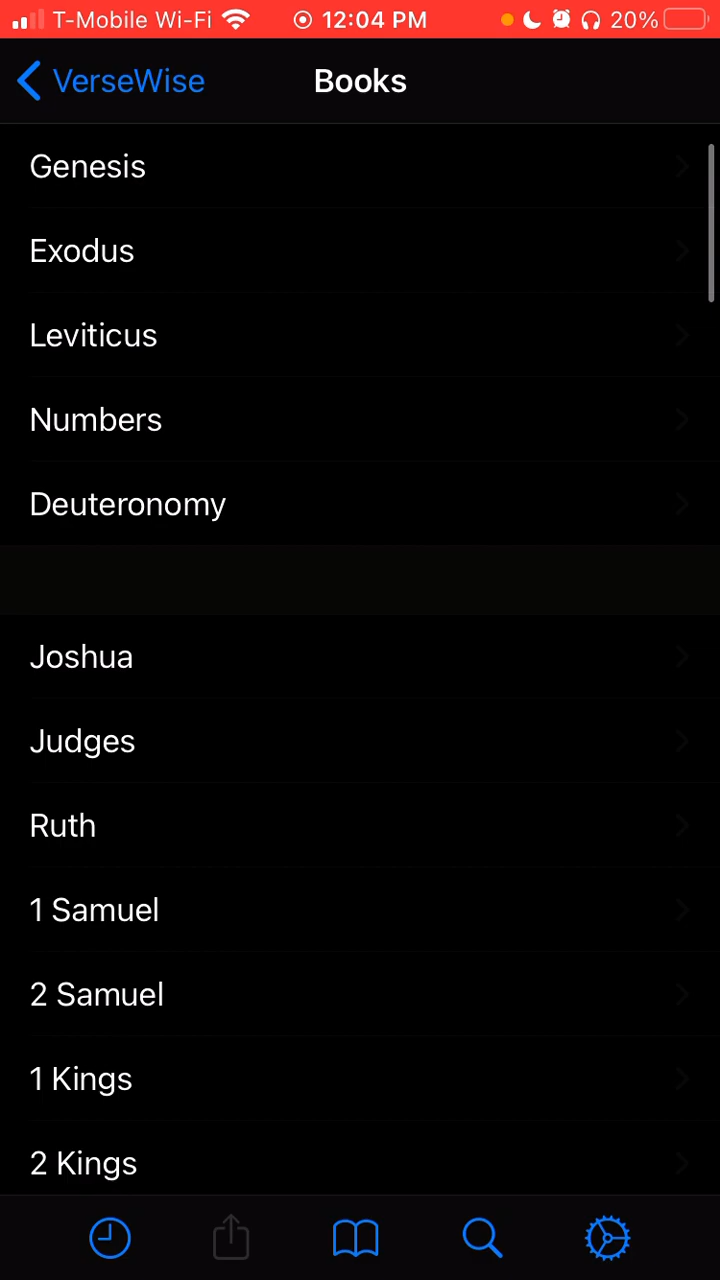 T-Mobile Wi-Fi 12:04 PM 20%
VerseWise Books
Genesis
Exodus
Leviticus
Numbers
Deuteronomy
Joshua
Judges
Ruth
1 Samuel
2 Samuel
1 Kings
2 Kings